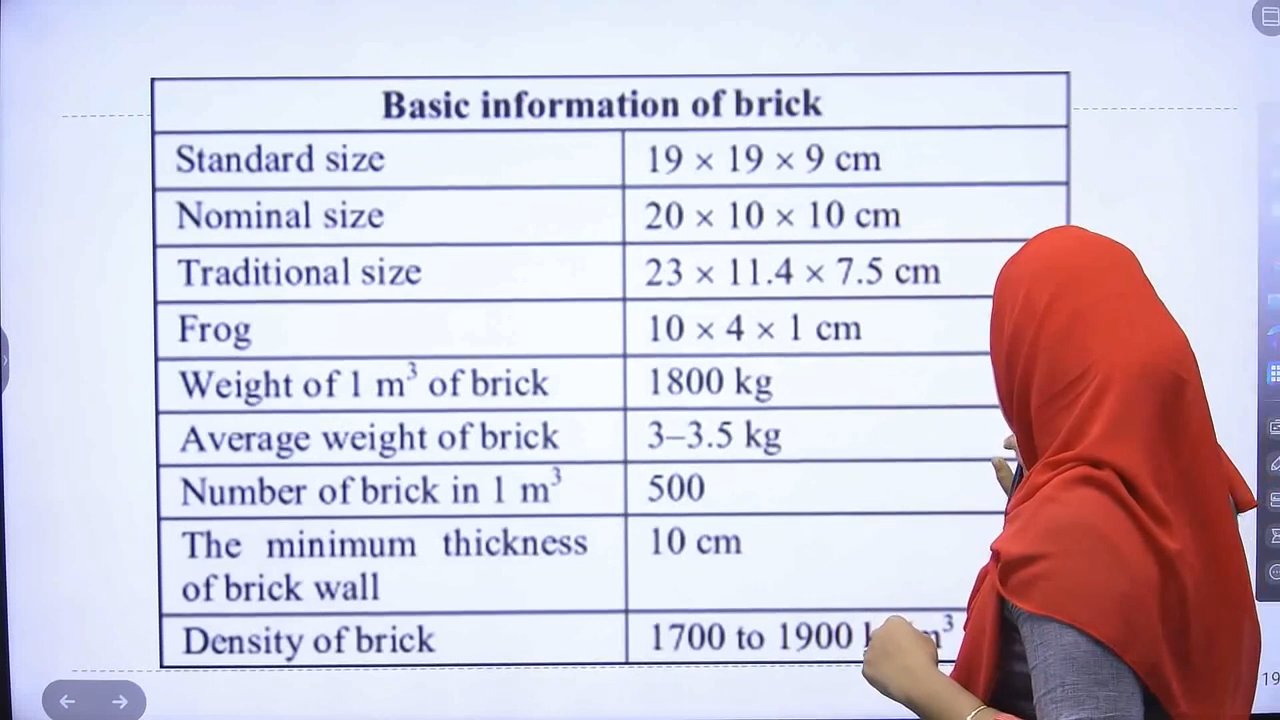 Basic information of brick
Standard size 19 × 19 × 9 cm
Nominal size 20 × 10 × 10 cm
Traditional size 23 × 11.4 × 7.5 cm
Frog 10 × 4 × 1 cm
Weight of 1 m³ of brick 1800 kg
Average weight of brick 3–3.5 kg
Number of brick in 1 m³ 500
The minimum thickness 10 cm
of brick wall
Density of brick 1700 to 1900
19